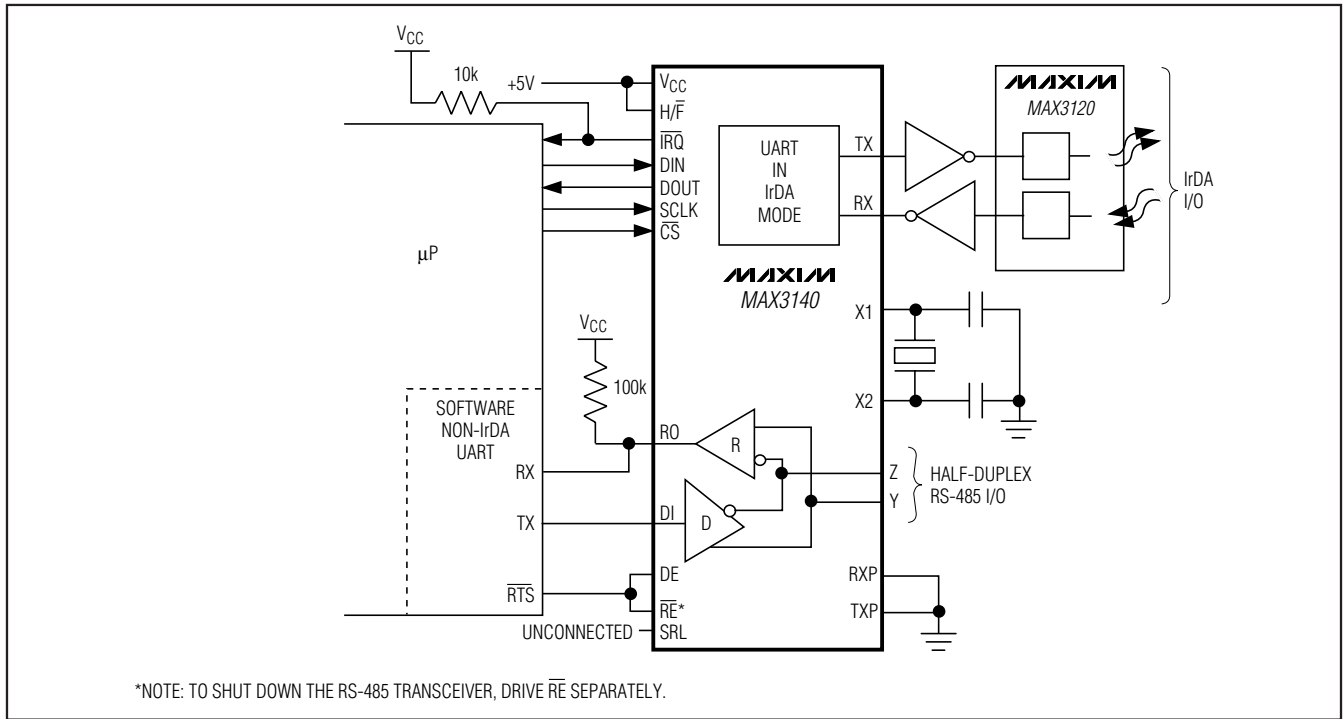 VCC
10k
+5V
VCC
H/F̅
I̅R̅Q̅
DIN
DOUT
SCLK
C̅S̅
µP
UART
IN
IrDA
MODE
TX
RX
MAXIM
MAX3120
IrDA
I/O
MAXIM
MAX3140
X1
X2
VCC
100k
SOFTWARE
NON-IrDA
UART
RX
TX
R̅T̅S̅
RO
R
DI
D
DE
R̅E̅*
UNCONNECTED
SRL
Z
Y
HALF-DUPLEX
RS-485 I/O
RXP
TXP
*NOTE: TO SHUT DOWN THE RS-485 TRANSCEIVER, DRIVE R̅E̅ SEPARATELY.